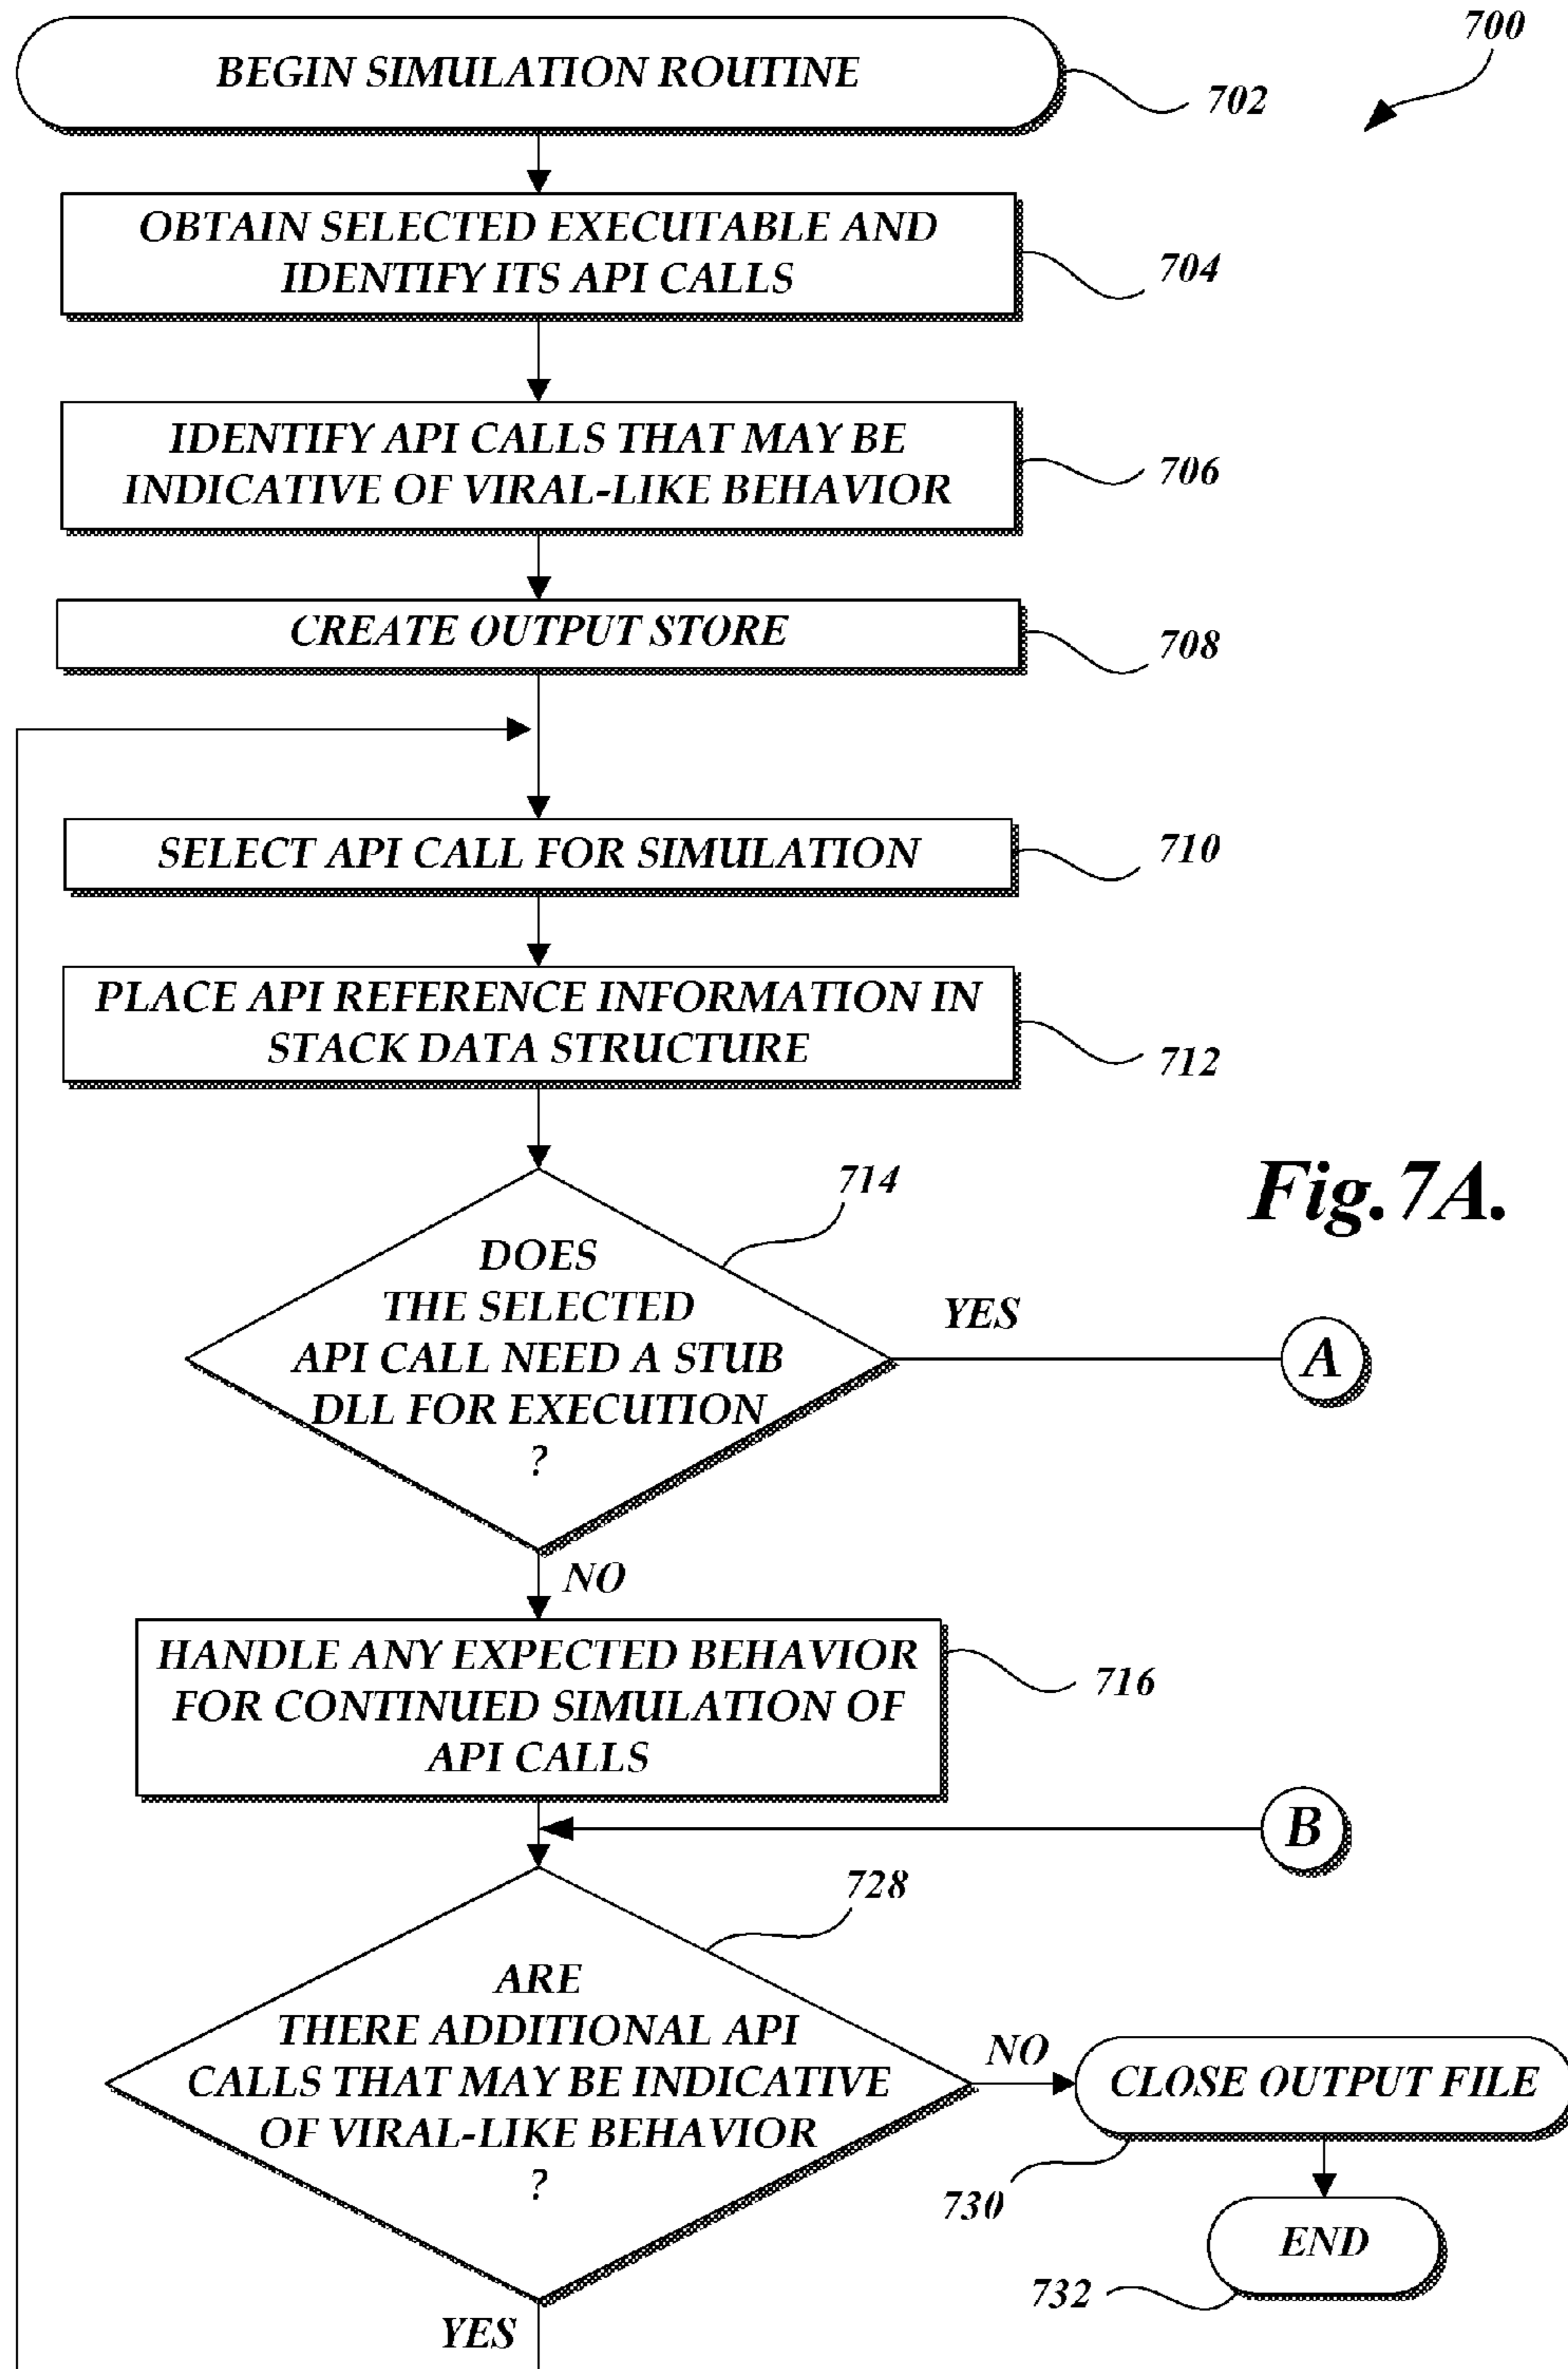 700
BEGIN SIMULATION ROUTINE
702
OBTAIN SELECTED EXECUTABLE AND
IDENTIFY ITS API CALLS
704
IDENTIFY API CALLS THAT MAY BE
INDICATIVE OF VIRAL-LIKE BEHAVIOR
706
CREATE OUTPUT STORE
708
SELECT API CALL FOR SIMULATION
710
PLACE API REFERENCE INFORMATION IN
STACK DATA STRUCTURE
712
Fig.7A.
714
DOES
THE SELECTED
API CALL NEED A STUB
DLL FOR EXECUTION
?
YES
A
NO
HANDLE ANY EXPECTED BEHAVIOR
FOR CONTINUED SIMULATION OF
API CALLS
716
B
728
ARE
THERE ADDITIONAL API
CALLS THAT MAY BE INDICATIVE
OF VIRAL-LIKE BEHAVIOR
?
NO
CLOSE OUTPUT FILE
730
END
732
YES